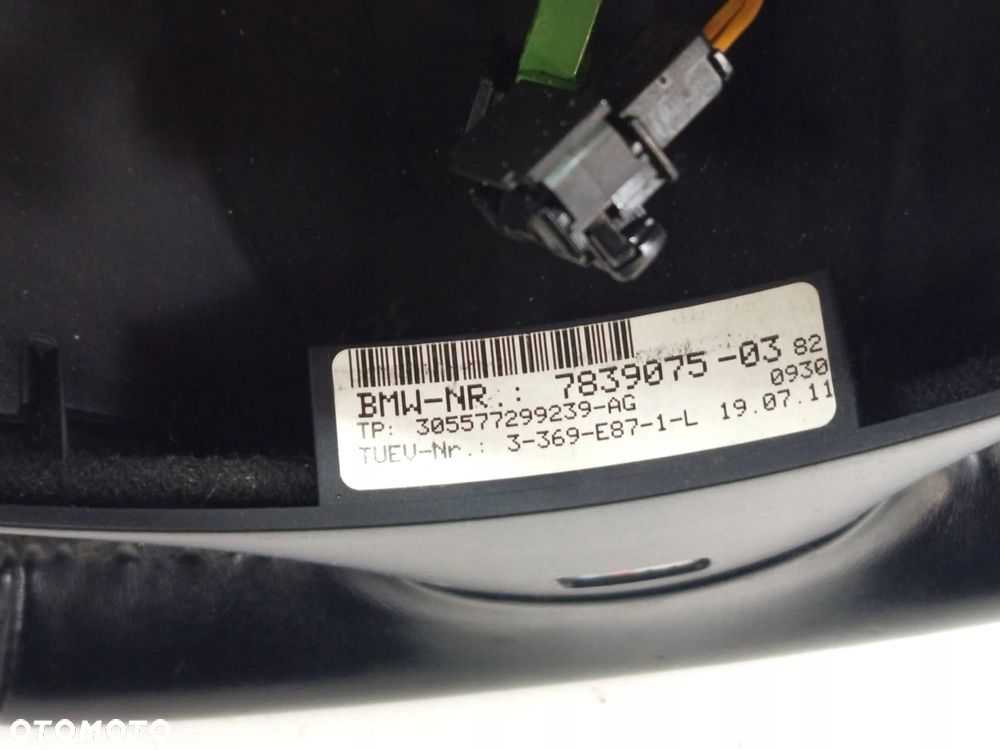 BMW-NR.: 7839075-03 82
TP: 305577299239-AG 0930
TUEV-Nr.: 3-369-E87-1-L 19.07.11
OTOMOTO